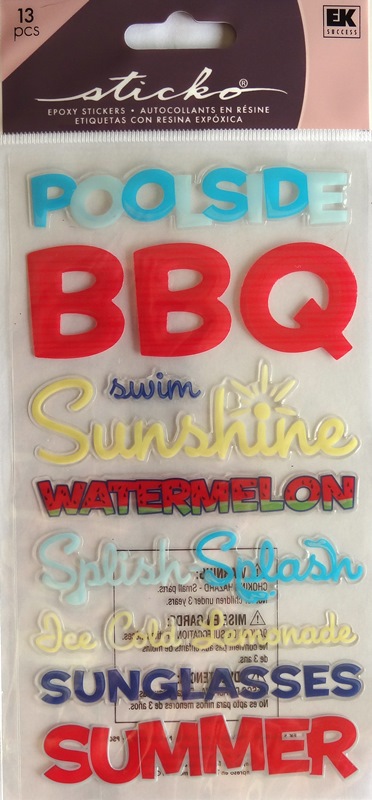 13
pcs
EK
SUCCESS
sticko®
EPOXY STICKERS • AUTOCOLLANTS EN RÉSINE
ETIQUETAS CON RESINA EXPÓXICA
POOLSIDE
BBQ
swim
Sunshine
WATERMELON
Splish-Splash
Ice Cold Lemonade
SUNGLASSES
SUMMER